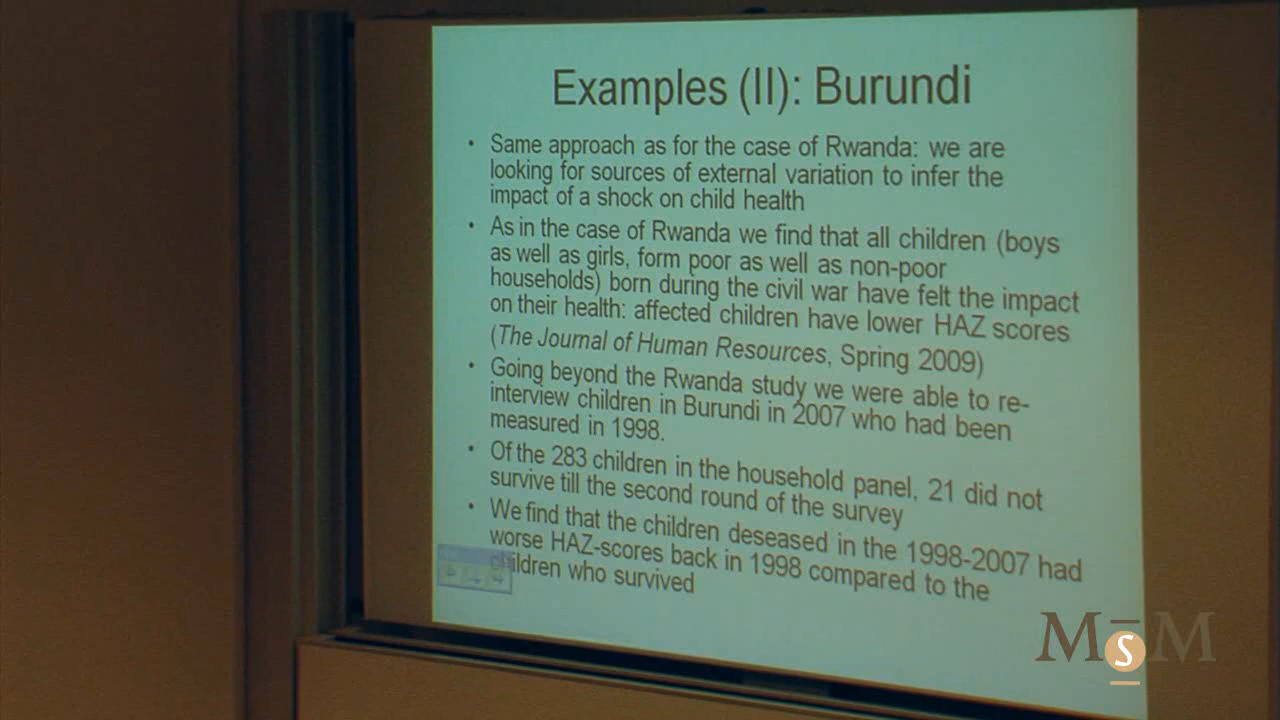 Examples (II): Burundi
• Same approach as for the case of Rwanda: we are
looking for sources of external variation to infer the
impact of a shock on child health
• As in the case of Rwanda we find that all children (boys
as well as girls, form poor as well as non-poor
households) born during the civil war have felt the impact
on their health: affected children have lower HAZ scores
(The Journal of Human Resources, Spring 2009)
• Going beyond the Rwanda study we were able to re-
interview children in Burundi in 2007 who had been
measured in 1998.
• Of the 283 children in the household panel, 21 did not
survive till the second round of the survey
• We find that the children deseased in the 1998-2007 had
worse HAZ-scores back in 1998 compared to the
children who survived
MSM